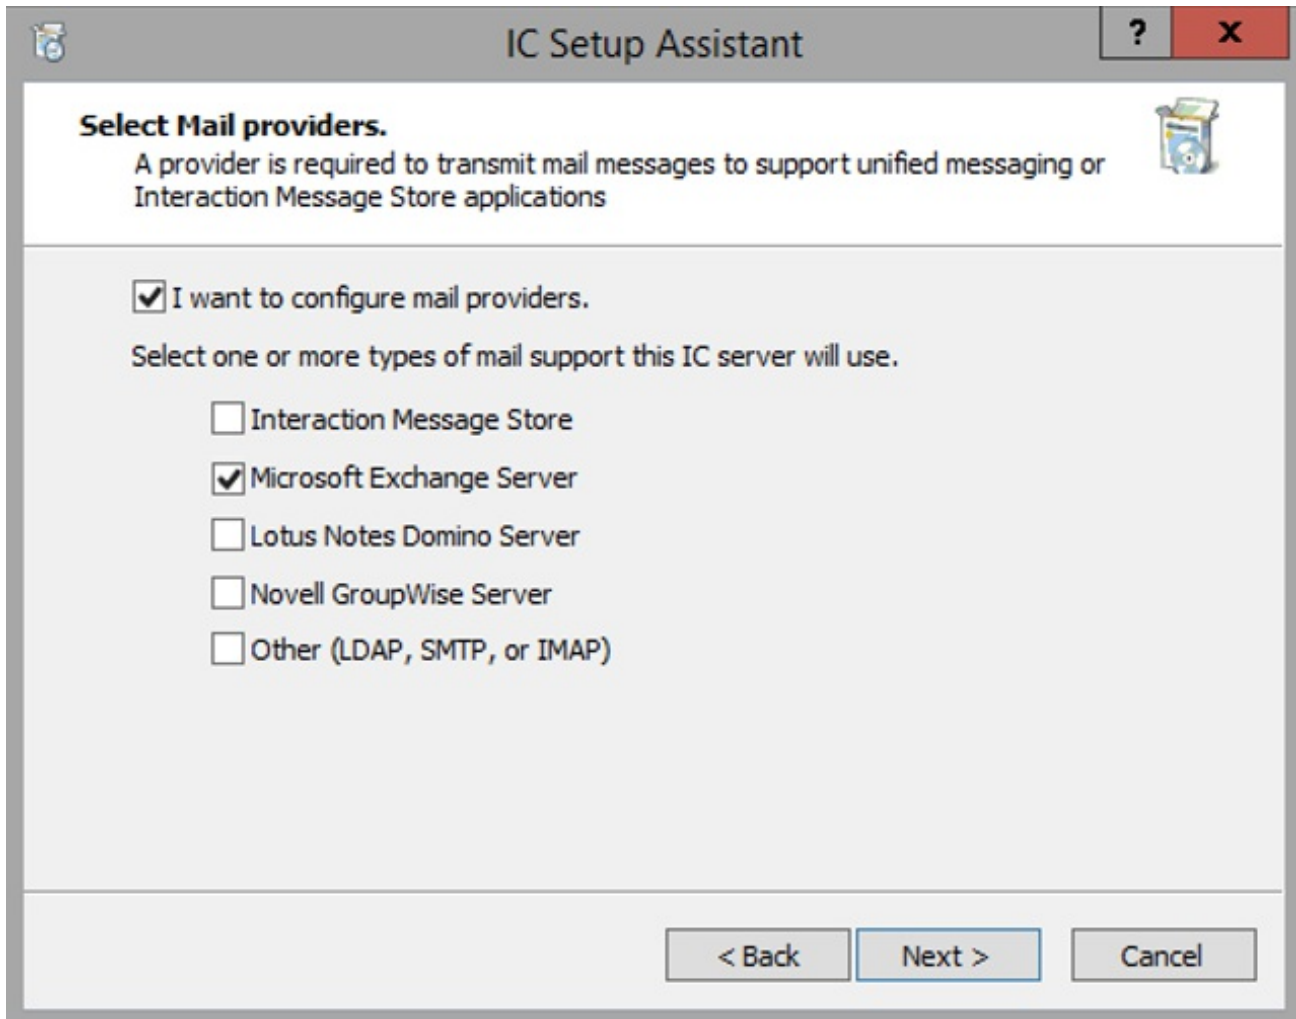 IC Setup Assistant
?
x
Select Mail providers.
A provider is required to transmit mail messages to support unified messaging or
Interaction Message Store applications
I want to configure mail providers.
Select one or more types of mail support this IC server will use.
Interaction Message Store
Microsoft Exchange Server
Lotus Notes Domino Server
Novell GroupWise Server
Other (LDAP, SMTP, or IMAP)
< Back
Next >
Cancel